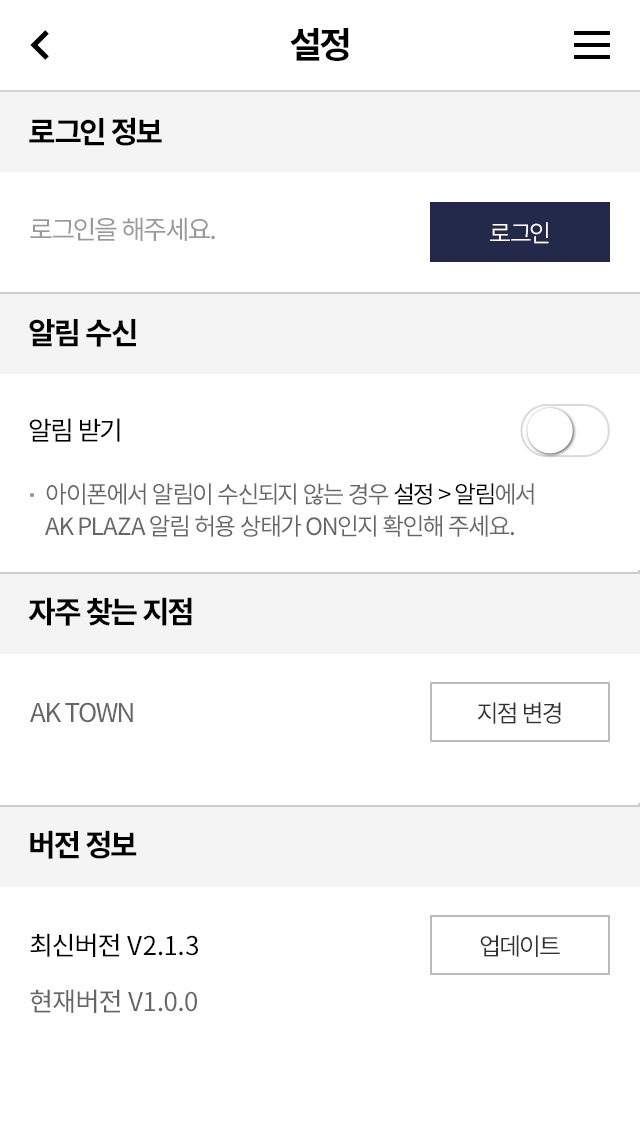 설정
로그인 정보
로그인을 해주세요.
로그인
알림 수신
알림 받기
· 아이폰에서 알림이 수신되지 않는 경우 설정 > 알림에서
AK PLAZA 알림 허용 상태가 ON인지 확인해 주세요.
자주 찾는 지점
AK TOWN
지점 변경
버전 정보
최신버전 V2.1.3
업데이트
현재버전 V1.0.0